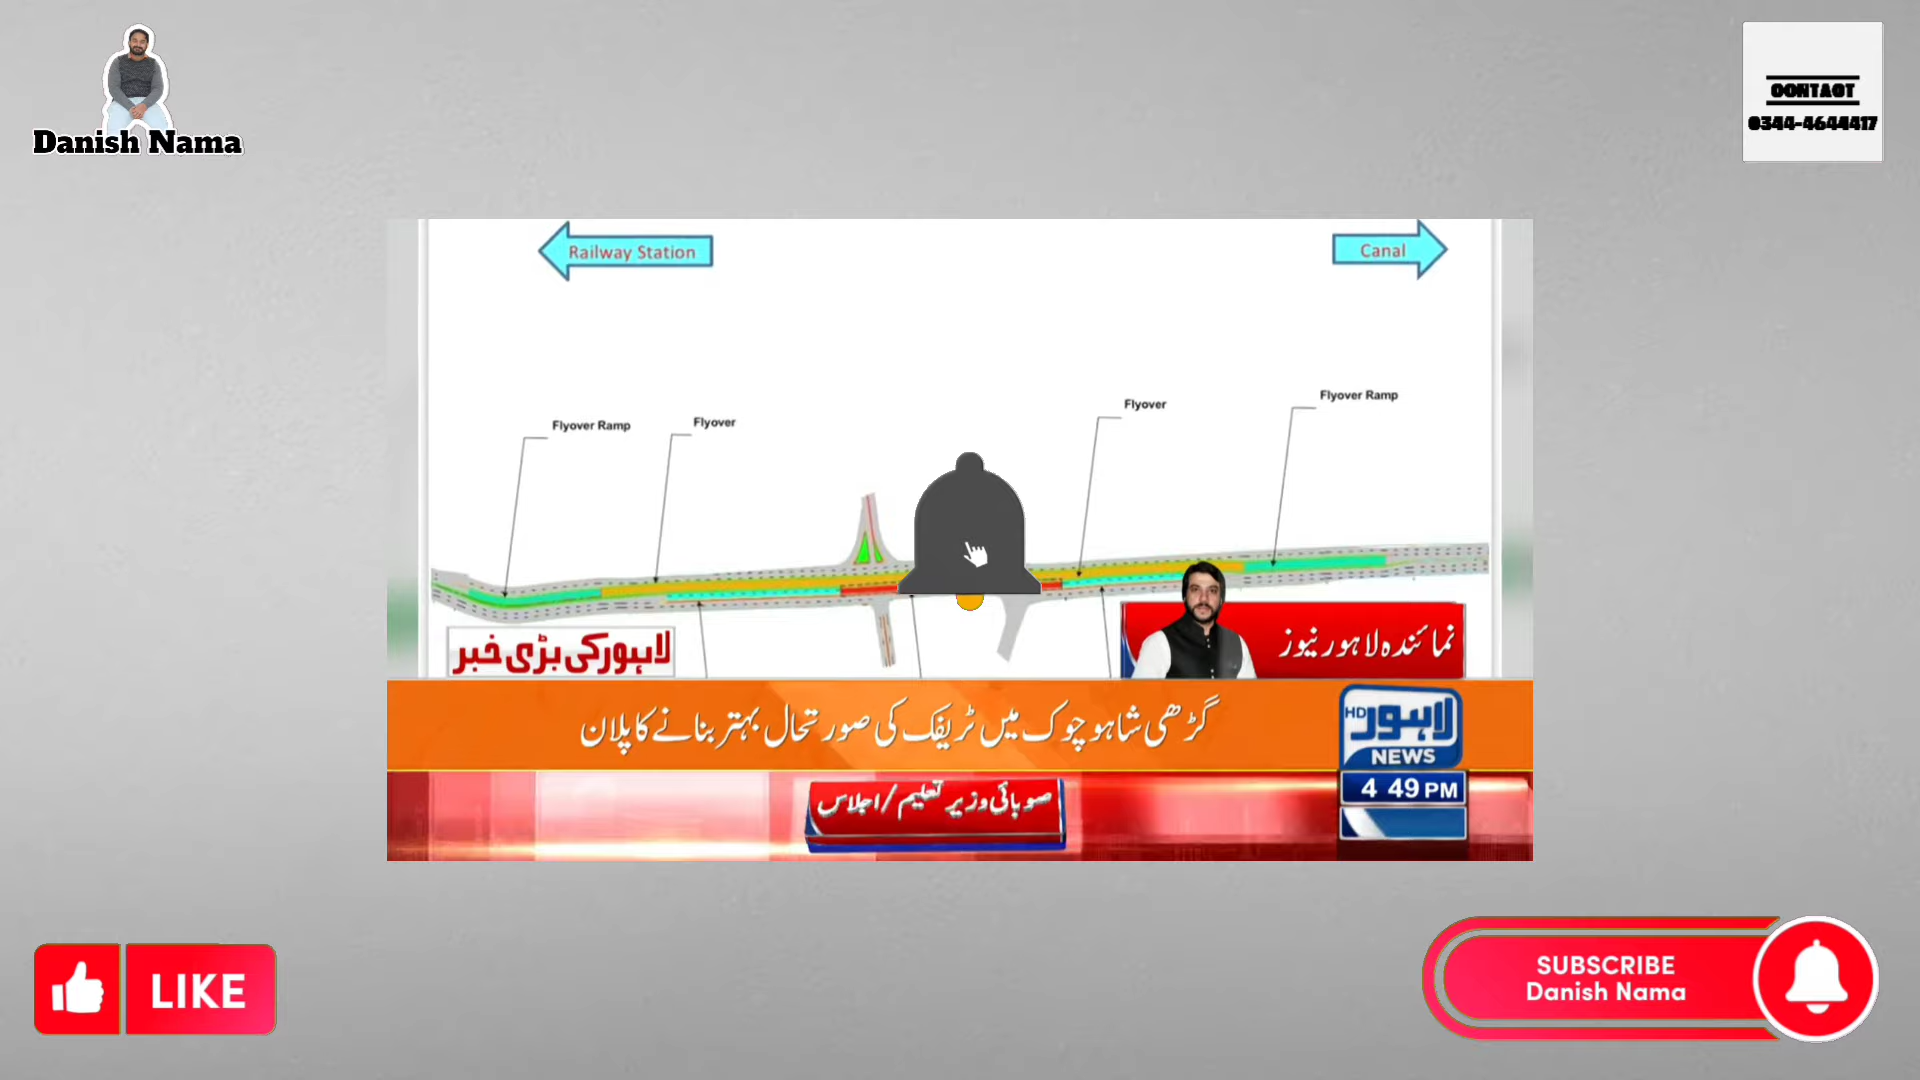 Danish Nama
CONTACT
0344-4644417
Railway Station
Canal
Flyover Ramp
Flyover
Flyover
Flyover Ramp
لاہور کی بڑی خبر
نمائندہ لاہور نیوز
گڑھی شاہو چوک میں ٹریفک کی صورتحال بہتر بنانے کا پلان
HD لاہور
NEWS
4 49 PM
صوبائی وزیر تعلیم/اجلاس
LIKE
SUBSCRIBE
Danish Nama